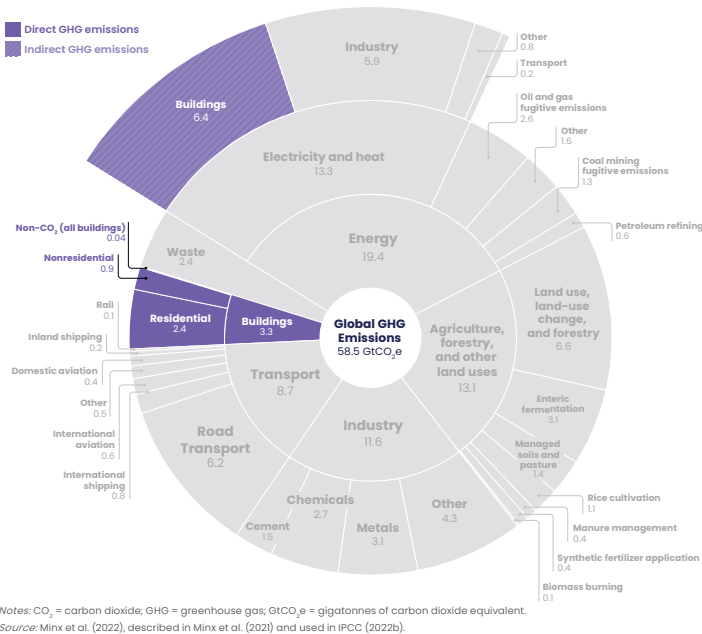 Direct GHG emissions
Indirect GHG emissions
Buildings
6.4
Industry
5.9
Other
0.8
Transport
0.2
Oil and gas
fugitive emissions
2.6
Other
1.6
Coal mining
fugitive emissions
1.3
Petroleum refining
0.6
Electricity and heat
13.3
Energy
19.4
Waste
2.4
Non-CO₂ (all buildings)
0.04
Nonresidential
0.9
Residential
2.4
Buildings
3.3
Global GHG
Emissions
58.5 GtCO₂e
Agriculture,
forestry,
and other
land uses
13.1
Land use,
land-use
change,
and forestry
6.6
Enteric
fermentation
3.1
Managed
soils and
pasture
1.4
Rice cultivation
1.1
Manure management
0.4
Synthetic fertilizer application
0.4
Biomass burning
0.1
Rail
0.1
Inland shipping
0.2
Domestic aviation
0.4
Other
0.5
International
aviation
0.6
International
shipping
0.8
Transport
8.7
Road
Transport
6.2
Industry
11.6
Cement
1.5
Chemicals
2.7
Metals
3.1
Other
4.3
Notes: CO₂ = carbon dioxide; GHG = greenhouse gas; GtCO₂e = gigatonnes of carbon dioxide equivalent.
Source: Minx et al. (2022), described in Minx et al. (2021) and used in IPCC (2022b).